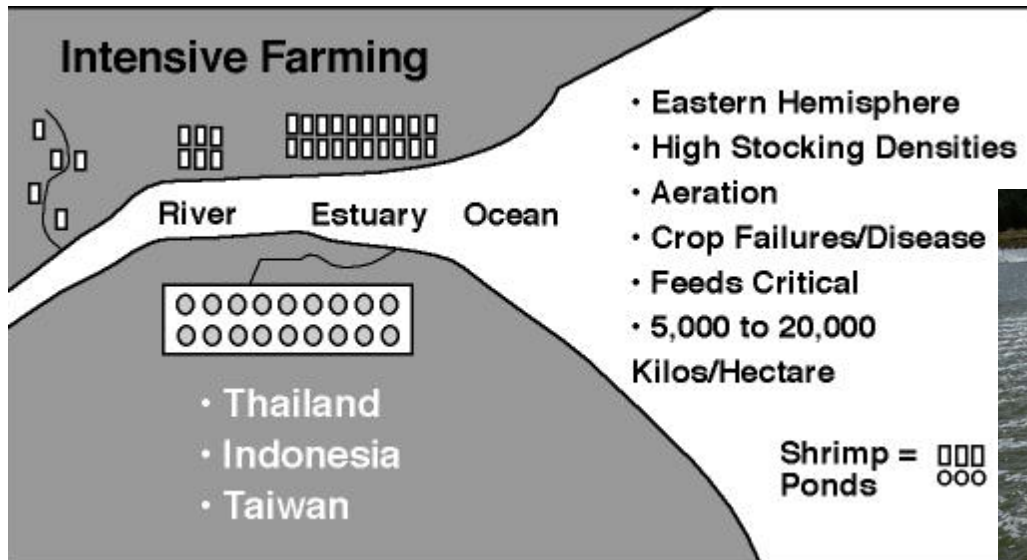 Intensive Farming
River Estuary Ocean
· Thailand
· Indonesia
· Taiwan
· Eastern Hemisphere
· High Stocking Densities
· Aeration
· Crop Failures/Disease
· Feeds Critical
· 5,000 to 20,000
Kilos/Hectare
Shrimp =
Ponds